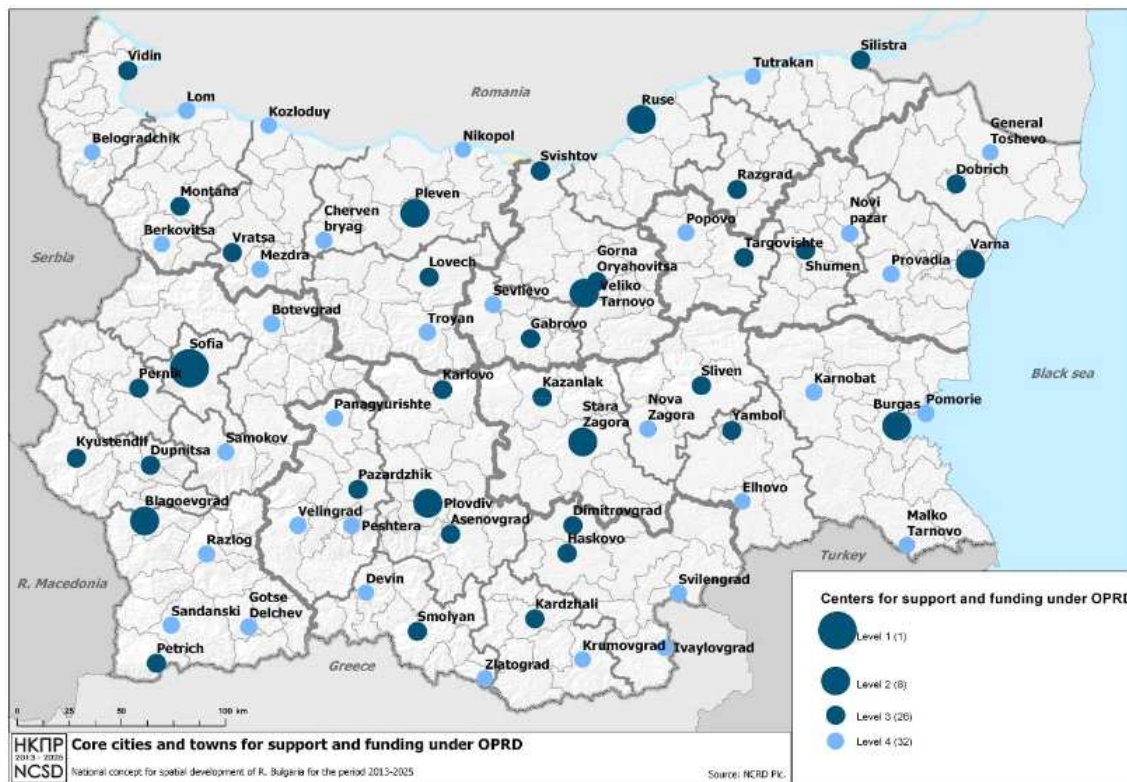 Vidin
Silistra
Tutrakan
Lom
Romania
Ruse
Kozloduy
General
Toshevo
Belogradchik
Nikopol
Svishtov
Dobrich
Razgrad
Montana
Pleven
Novi
pazar
Cherven
bryag
Popovo
Berkovitsa
Vratsa
Targovishte
Varna
Serbia
Mezdra
Lovech
Gorna
Oryahovitsa
Shumen
Provadia
Sevlievo
Veliko
Tarnovo
Botevgrad
Troyan
Gabrovo
Sofia
Pernik
Karlovo
Kazanlak
Sliven
Karnobat
Black sea
Panagyurishte
Stara
Zagora
Nova
Zagora
Yambol
Burgas
Pomorie
Kyustendil
Dupnitsa
Samokov
Pazardzhik
Elhovo
Blagoevgrad
Plovdiv
Velingrad
Peshtera
Asenovgrad
Dimitrovgrad
Malko
Tarnovo
Razlog
Haskovo
Turkey
R. Macedonia
Devin
Svilengrad
Gotse
Delchev
Sandanski
Smolyan
Kardzhali
Petrich
Krumovgrad
Ivaylovgrad
Greece
Zlatograd
Centers for support and funding under OPRD
Level 1 (1)
Level 2 (8)
Level 3 (26)
Level 4 (32)
0 25 50 100 km
НКПР
2013 - 2025
NCSD
Core cities and towns for support and funding under OPRD
National concept for spatial development of R. Bulgaria for the period 2013-2025
Source: NCRD Plc.